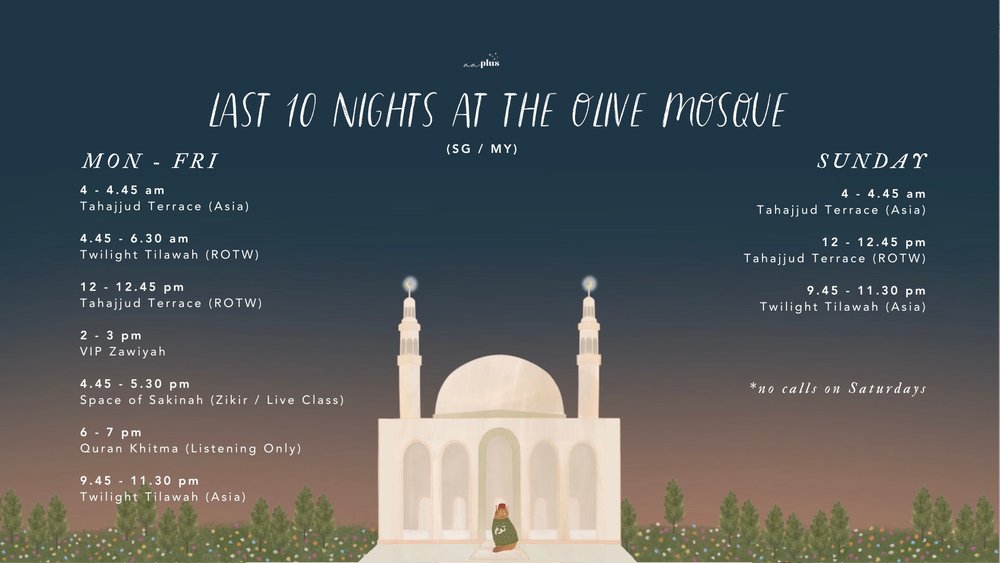 aa plus
LAST 10 NIGHTS AT THE OLIVE MOSQUE
(SG / MY)
MON - FRI
4 - 4.45 am
Tahajjud Terrace (Asia)
4.45 - 6.30 am
Twilight Tilawah (ROTW)
12 - 12.45 pm
Tahajjud Terrace (ROTW)
2 - 3 pm
VIP Zawiyah
4.45 - 5.30 pm
Space of Sakinah (Zikir / Live Class)
6 - 7 pm
Quran Khitma (Listening Only)
9.45 - 11.30 pm
Twilight Tilawah (Asia)
SUNDAY
4 - 4.45 am
Tahajjud Terrace (Asia)
12 - 12.45 pm
Tahajjud Terrace (ROTW)
9.45 - 11.30 pm
Twilight Tilawah (Asia)
*no calls on Saturdays